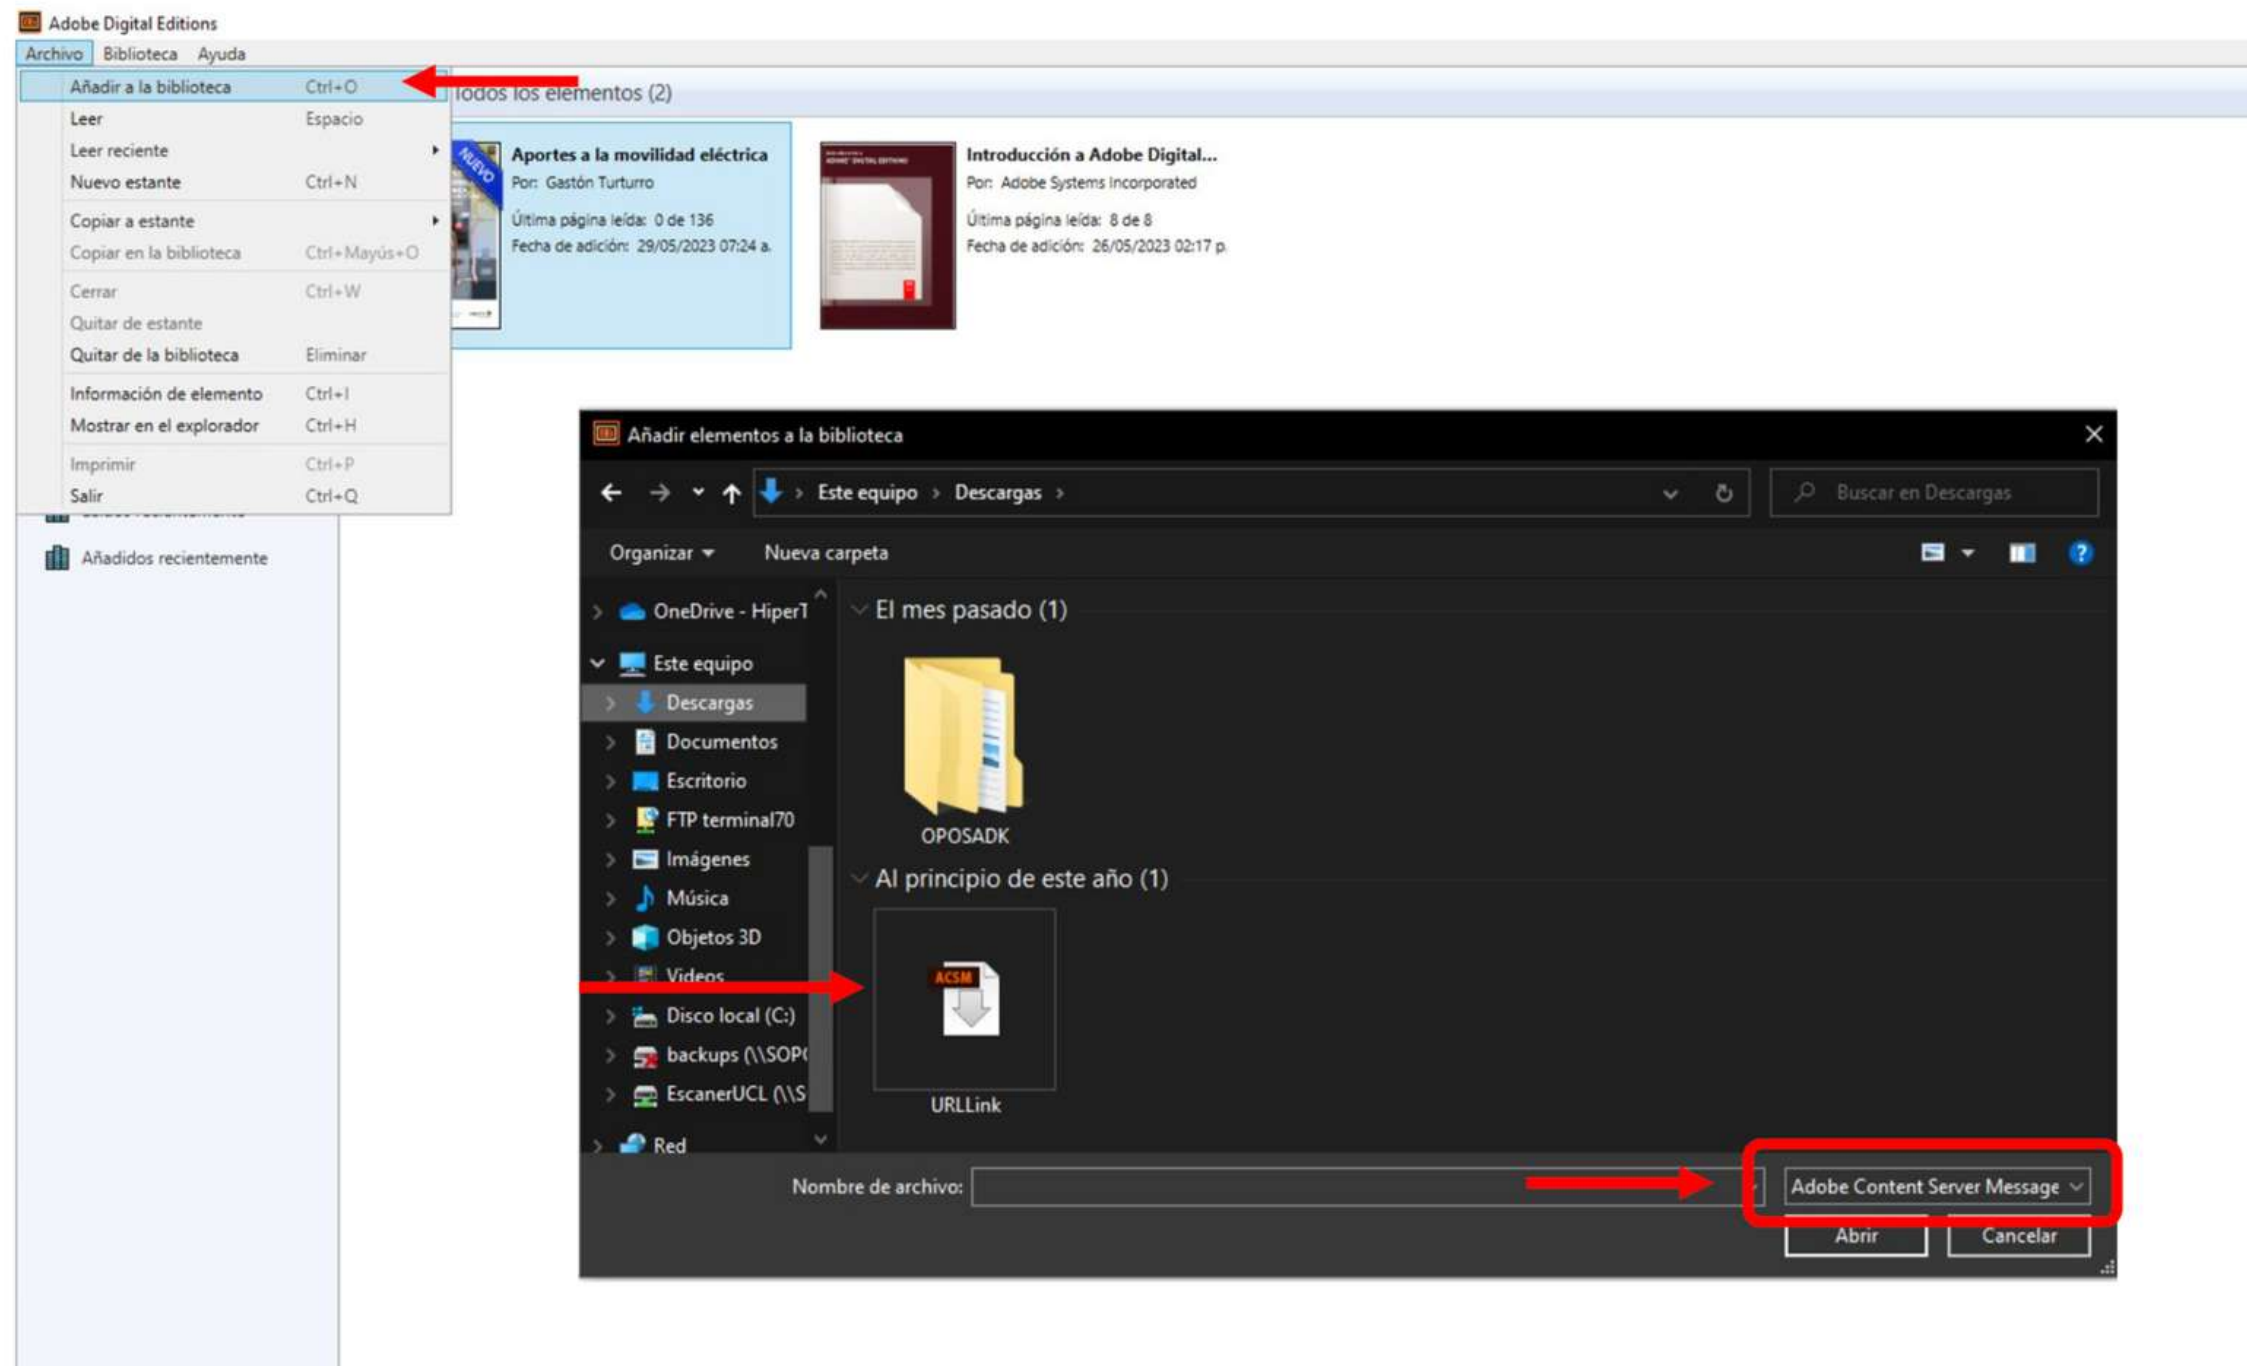 Adobe Digital Editions
Archivo Biblioteca Ayuda
Añadir a la biblioteca Ctrl+O
Leer Espacio
Leer reciente
Nuevo estante Ctrl+N
Copiar a estante
Copiar en la biblioteca Ctrl+Mayús+O
Cerrar Ctrl+W
Quitar de estante
Quitar de la biblioteca Eliminar
Información de elemento Ctrl+I
Mostrar en el explorador Ctrl+H
Imprimir Ctrl+P
Salir Ctrl+Q
Añadidos recientemente
Todos los elementos (2)
NUEVO
Aportes a la movilidad eléctrica
Por: Gastón Turturro
Última página leída: 0 de 136
Fecha de adición: 29/05/2023 07:24 a.
Introducción a Adobe Digital...
Por: Adobe Systems Incorporated
Última página leída: 8 de 8
Fecha de adición: 26/05/2023 02:17 p.
Añadir elementos a la biblioteca
Este equipo > Descargas >
Buscar en Descargas
Organizar Nueva carpeta
OneDrive - HiperT
Este equipo
Descargas
Documentos
Escritorio
FTP terminal70
Imágenes
Música
Objetos 3D
Videos
Disco local (C:)
backups (\\SOP
EscanerUCL (\\S
Red
El mes pasado (1)
OPOSADK
Al principio de este año (1)
ACSM
URLLink
Nombre de archivo:
Adobe Content Server Message
Abrir Cancelar